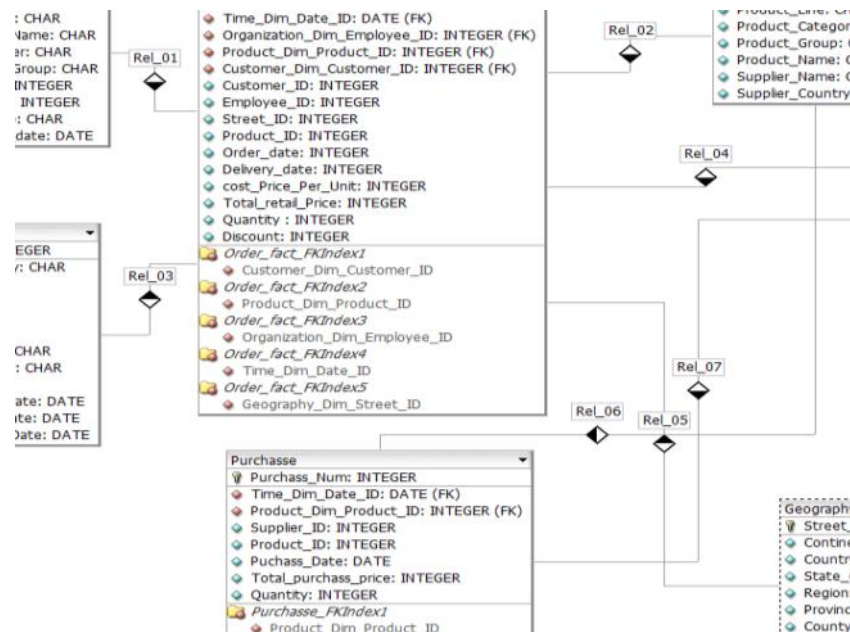 : CHAR
Name: CHAR
er: CHAR
Group: CHAR
INTEGER
INTEGER
: CHAR
date: DATE
Rel_01
Time_Dim_Date_ID: DATE (FK)
Organization_Dim_Employee_ID: INTEGER (FK)
Product_Dim_Product_ID: INTEGER (FK)
Customer_Dim_Customer_ID: INTEGER (FK)
Customer_ID: INTEGER
Employee_ID: INTEGER
Street_ID: INTEGER
Product_ID: INTEGER
Order_date: INTEGER
Delivery_date: INTEGER
cost_Price_Per_Unit: INTEGER
Total_retail_Price: INTEGER
Quantity : INTEGER
Discount: INTEGER
Order_fact_FKIndex1
Customer_Dim_Customer_ID
Order_fact_FKIndex2
Product_Dim_Product_ID
Order_fact_FKIndex3
Organization_Dim_Employee_ID
Order_fact_FKIndex4
Time_Dim_Date_ID
Order_fact_FKIndex5
Geography_Dim_Street_ID
Rel_02
Product_Line: CH
Product_Categor
Product_Group:
Product_Name: C
Supplier_Name: C
Supplier_Country
Rel_04
EGER
y: CHAR
CHAR
: CHAR
ate: DATE
ate: DATE
Date: DATE
Rel_03
Rel_07
Rel_06
Rel_05
Purchasse
Purchass_Num: INTEGER
Time_Dim_Date_ID: DATE (FK)
Product_Dim_Product_ID: INTEGER (FK)
Supplier_ID: INTEGER
Product_ID: INTEGER
Puchass_Date: DATE
Total_purchass_price: INTEGER
Quantity: INTEGER
Purchasse_FKIndex1
Product_Dim_Product_ID
Geograph
Street_
Contine
Countr
State_
Region
Provinc
County